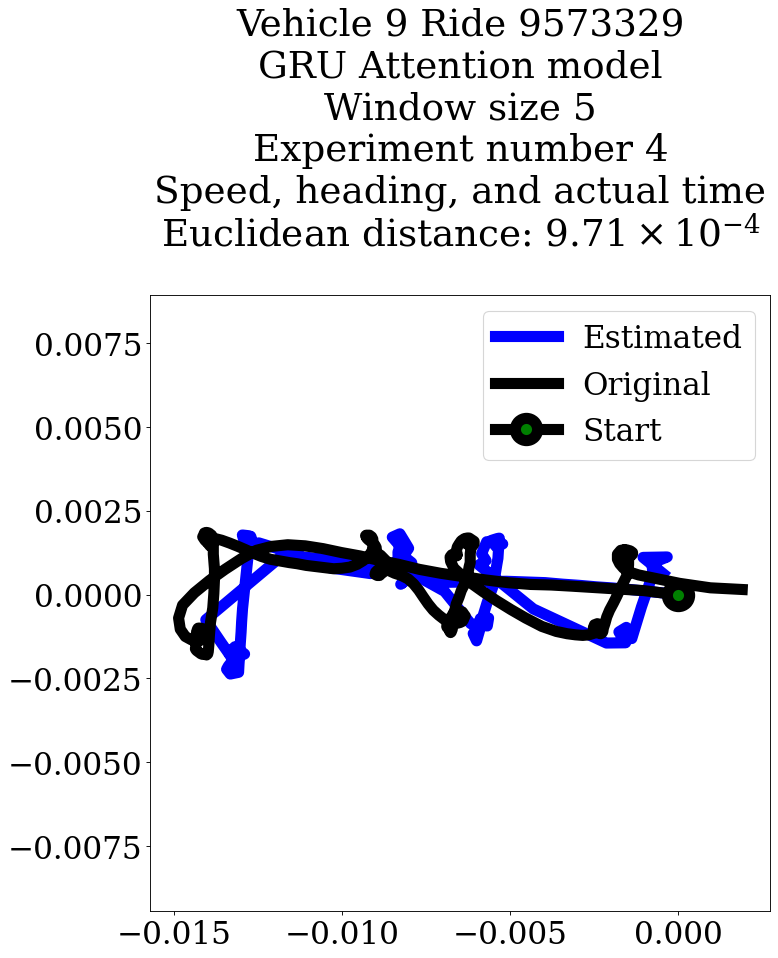 Vehicle 9 Ride 9573329
GRU Attention model
Window size 5
Experiment number 4
Speed, heading, and actual time
Euclidean distance: 9.71 × 10⁻⁴
Estimated
Original
Start
0.0075
0.0050
0.0025
0.0000
−0.0025
−0.0050
−0.0075
−0.015 −0.010 −0.005 0.000